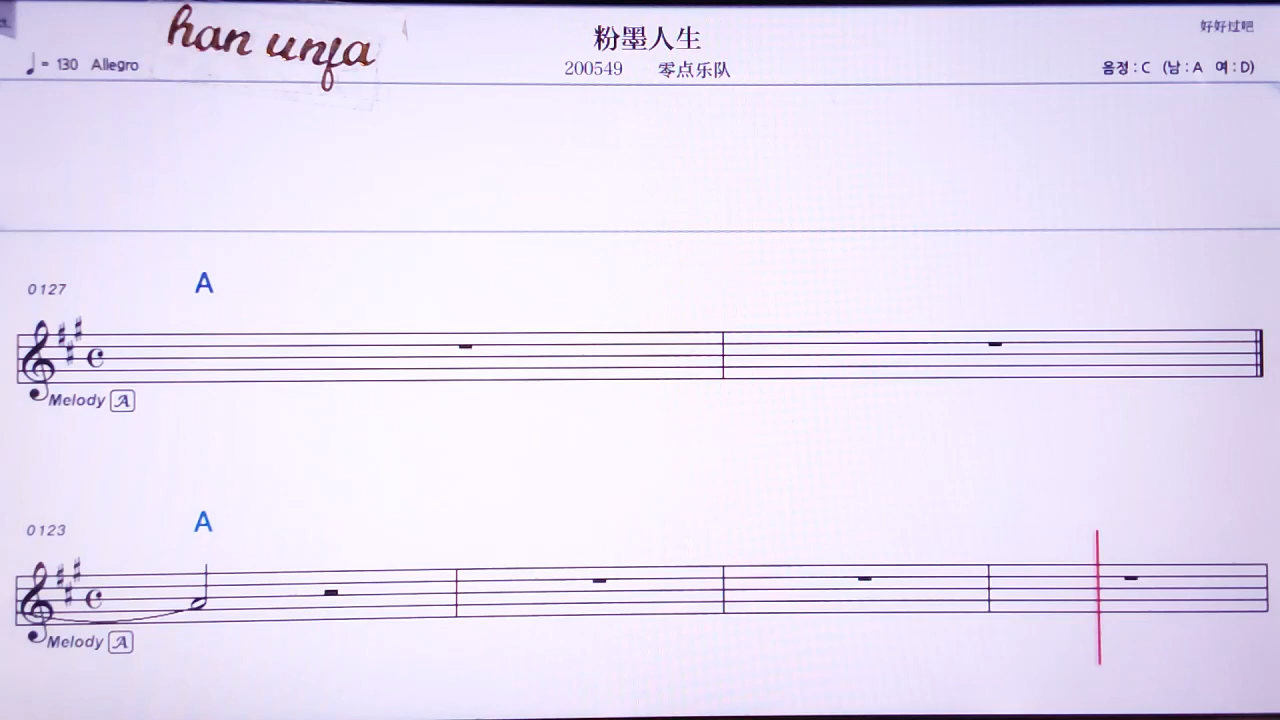 han unfa
粉墨人生
好好过吧
♩ = 130 Allegro
200549 零点乐队
음정 : C (남 : A 여 : D)
0127
A
Melody A
0123
A
Melody A